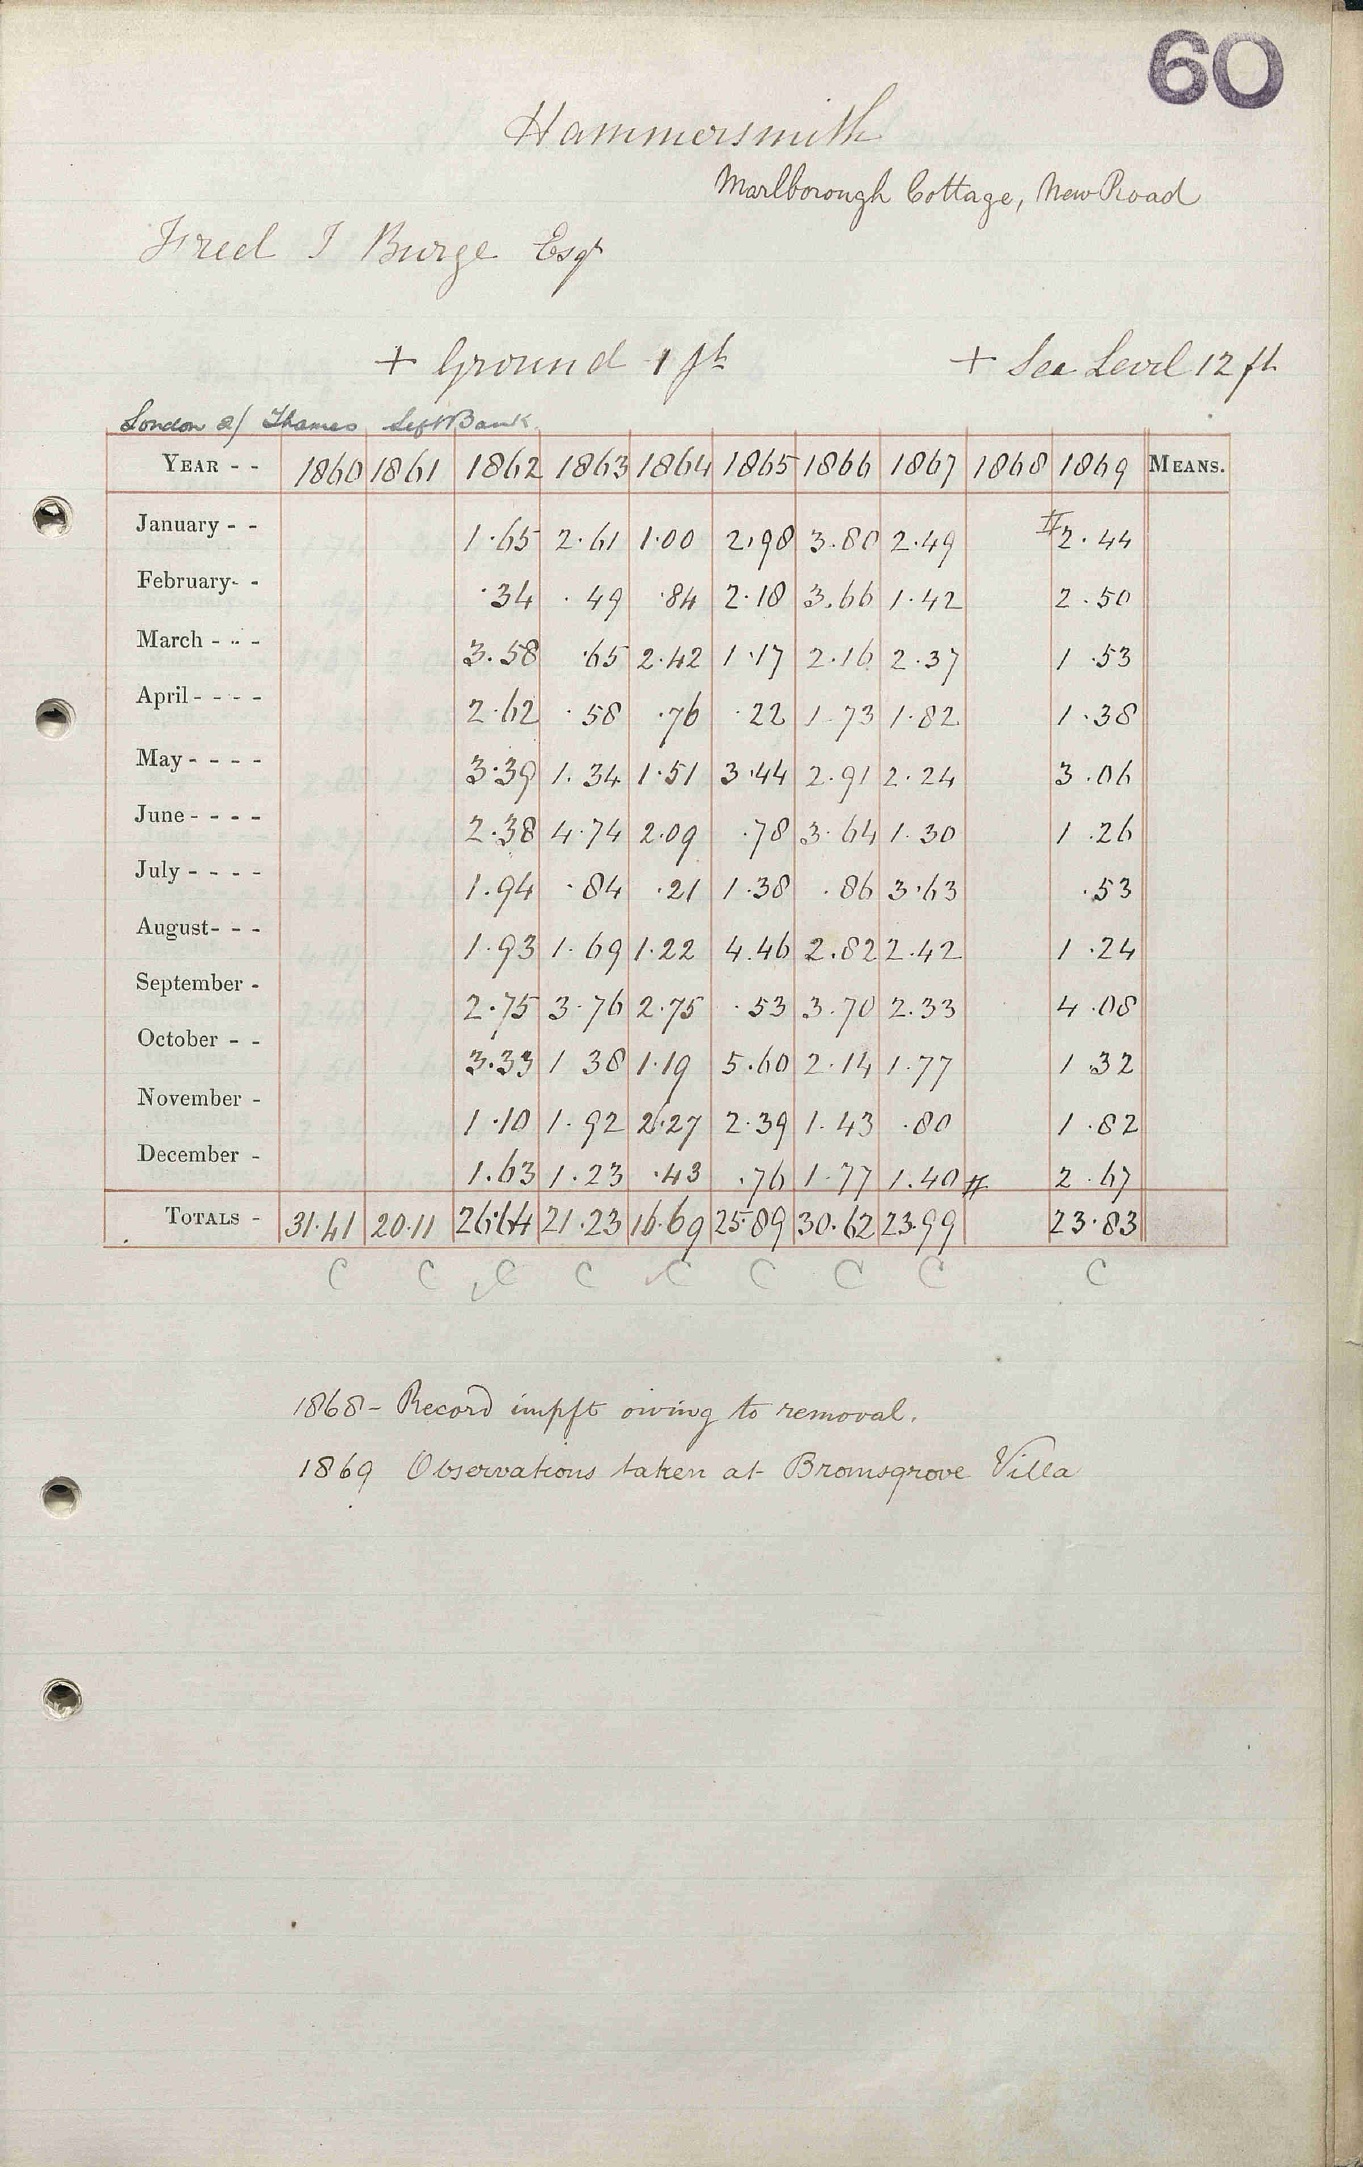 60
Hammersmith
Marlborough Cottage, New Road
Fred J Burge Esqr
+ Ground 1 ft + Sea Level 12 ft
London a/ Thames Left Bank.
YEAR - - 1860 1861 1862 1863 1864 1865 1866 1867 1868 1869 MEANS.
January - - 1.65 2.61 1.00 2.98 3.80 2.49 2.44
February - - .34 .49 .84 2.18 3.66 1.42 2.50
March - - - 3.58 .65 2.42 1.17 2.16 2.37 1.53
April - - - - 2.62 .58 .76 .22 1.73 1.82 1.38
May - - - - 3.39 1.34 1.51 3.44 2.91 2.24 3.06
June - - - - 2.38 4.74 2.09 .78 3.64 1.30 1.26
July - - - - 1.94 .84 .21 1.38 .86 3.63 .53
August - - - 1.93 1.69 1.22 4.46 2.82 2.42 1.24
September - 2.75 3.76 2.75 .53 3.70 2.33 4.08
October - - 3.33 1 38 1.19 5.60 2.14 1.77 1.32
November - 1.10 1.92 2.27 2.39 1.43 .80 1.82
December - 1.63 1.23 .43 .76 1.77 1.40 2.67
TOTALS - 31.41 20.11 26.64 21.23 16.69 25.89 30.62 23.99 23.83
C C C C C C C C C
1868 - Record impft owing to removal.
1869 Observations taken at Bromsgrove Villa